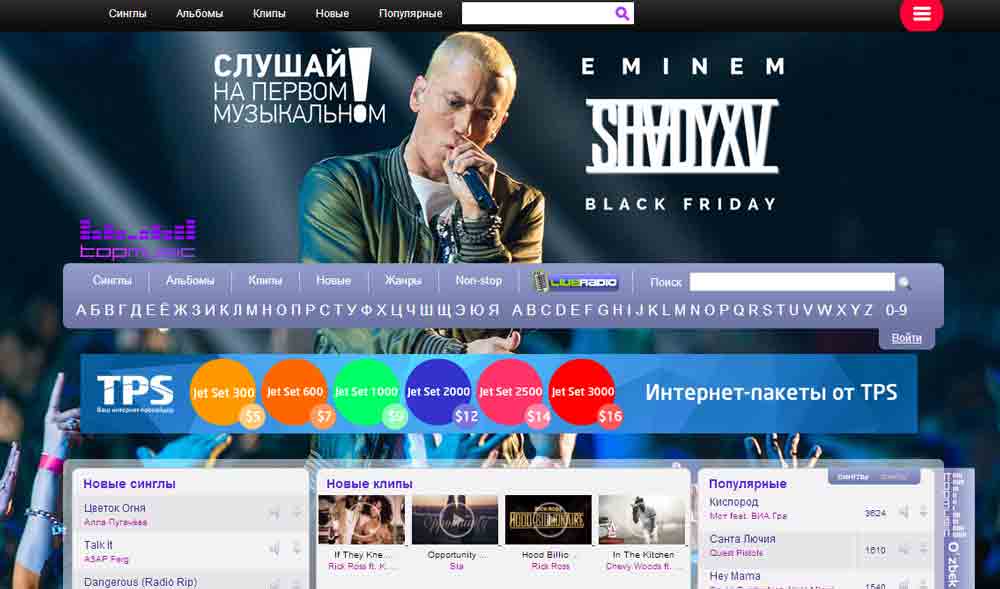 Синглы Альбомы Клипы Новые Популярные
СЛУШАЙ
НА ПЕРВОМ
МУЗЫКАЛЬНОМ!
EMINEM
SHADYXV
BLACK FRIDAY
topmusic
Синглы Альбомы Клипы Новые Жанры Non-stop LIVERADIO Поиск
А Б В Г Д Е Ё Ж З И К Л М Н О П Р С Т У Ф Х Ц Ч Ш Щ Э Ю Я A B C D E F G H I J K L M N O P Q R S T U V W X Y Z 0-9
Войти
TPS
Ваш интернет-провайдер
Jet Set 300 Jet Set 600 Jet Set 1000 Jet Set 2000 Jet Set 2500 Jet Set 3000
$5 $7 $9 $12 $14 $16
Интернет-пакеты от TPS
Новые синглы
Цветок Огня
Алла Пугачёва
Talk It
A$AP Ferg
Dangerous (Radio Rip)
Новые клипы
If They Kne...
Rick Ross ft. K. ...
Opportunity ...
Sia
Hood Billio ...
Rick Ross
In The Kitchen
Chevy Woods ft. ...
Популярные
СИНГЛЫ
Кислород
Мот feat. ВИА Гра
3624
Санта Лючия
Quest Pistols
1610
Hey Mama
1540
topmusic
O'zbek